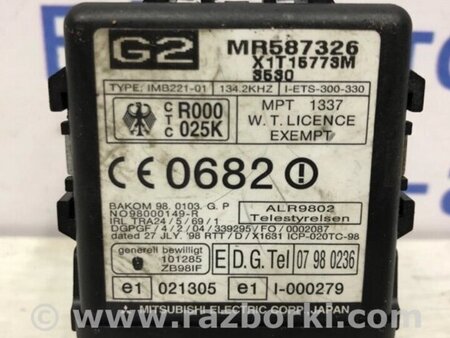 G2
MR587326
X1T15773M
3530
TYPE: IMB221-01 134.2KHZ I-ETS-300-330
C T C R000 025K
MPT 1337
W. T. LICENCE
EXEMPT
CE 0682
BAKOM 98. 0103. G. P
NO98000149-R
IRL TRA24/5/69/1
ALR9802
Telestyrelsen
DGPGF/4/2/04/339295/FO/0002087
dated 27 JLY. '98 RTT/D/X1631 ICP-020TC-98
generell bewilligt
101285
ZB98IF
E D.G.Tel 07 98 0236
e1 021305 e1 I-000279
MITSUBISHI ELECTRIC CORP. JAPAN
www.razborki.com